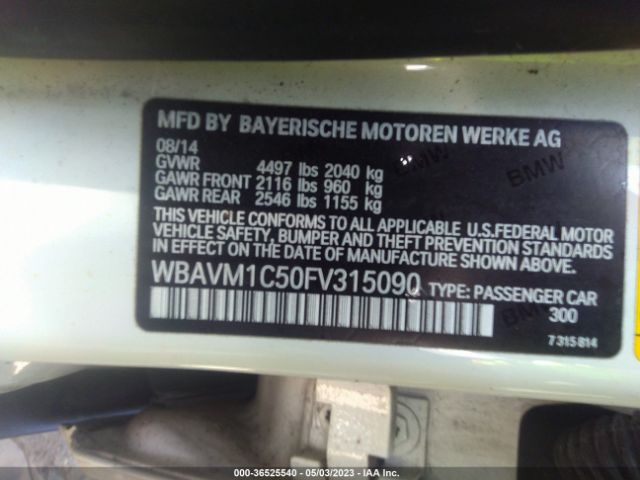 MFD BY BAYERISCHE MOTOREN WERKE AG
08/14
GVWR 4497 lbs 2040 kg
GAWR FRONT 2116 lbs 960 kg
GAWR REAR 2546 lbs 1155 kg
THIS VEHICLE CONFORMS TO ALL APPLICABLE U.S.FEDERAL MOTOR
VEHICLE SAFETY, BUMPER AND THEFT PREVENTION STANDARDS
IN EFFECT ON THE DATE OF MANUFACTURE SHOWN ABOVE.
WBAVM1C50FV315090 TYPE: PASSENGER CAR
300
7315814
BMW
BMW
000-36525540 - 05/03/2023 - IAA Inc.